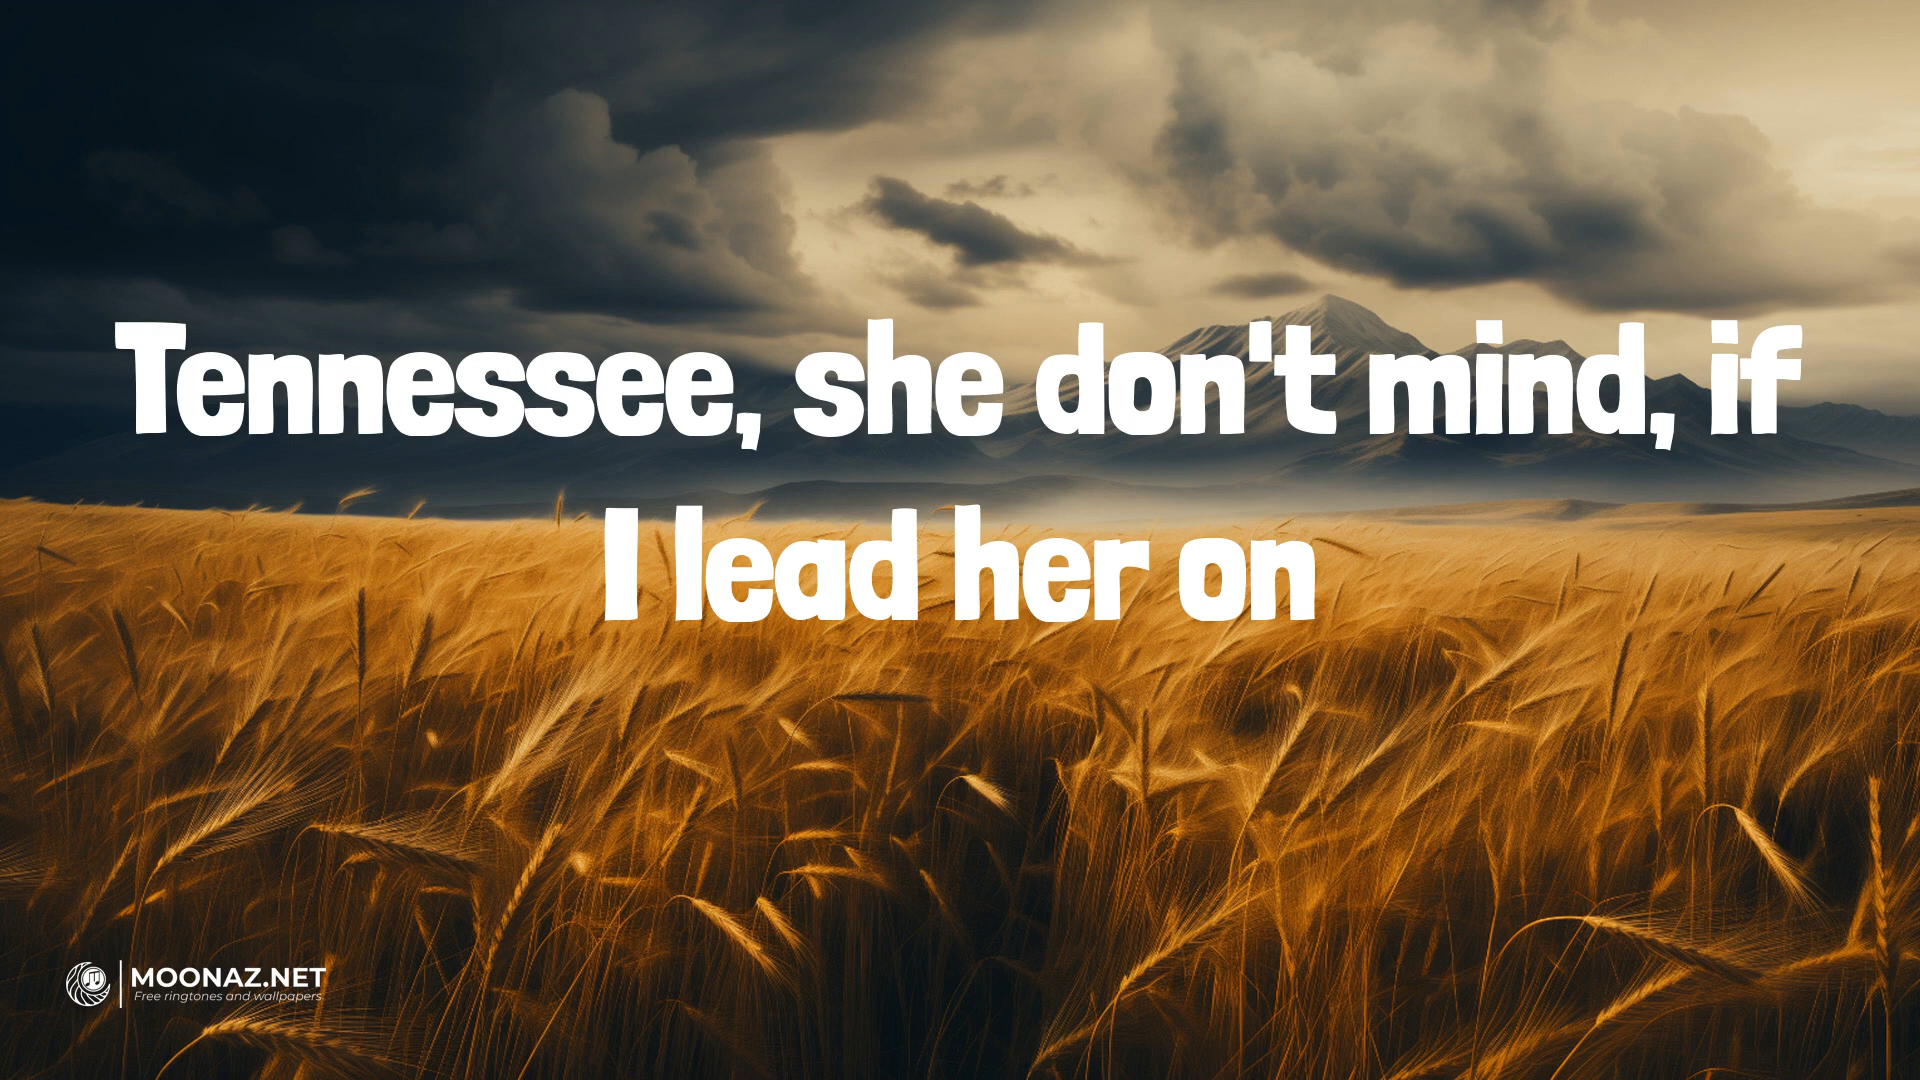 Tennessee, she don't mind, if
I lead her on
MOONAZ.NET
Free ringtones and wallpapers